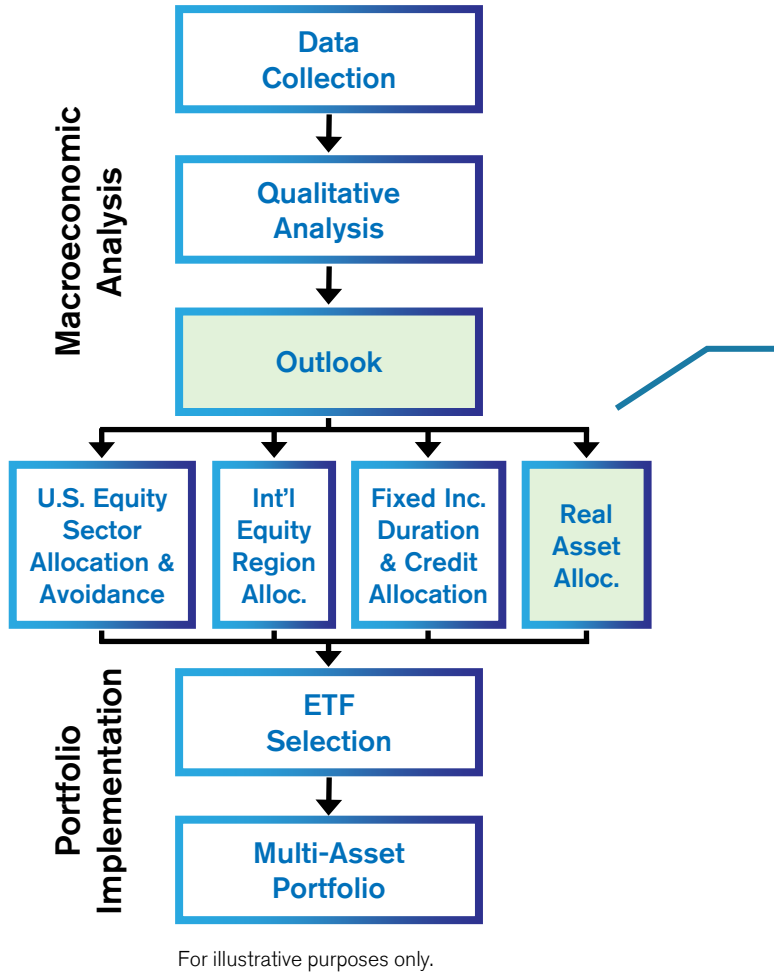 Macroeconomic
Analysis
Data
Collection
Qualitative
Analysis
Outlook
U.S. Equity
Sector
Allocation &
Avoidance
Int'l
Equity
Region
Alloc.
Fixed Inc.
Duration
& Credit
Allocation
Real
Asset
Alloc.
Portfolio
Implementation
ETF
Selection
Multi-Asset
Portfolio
For illustrative purposes only.